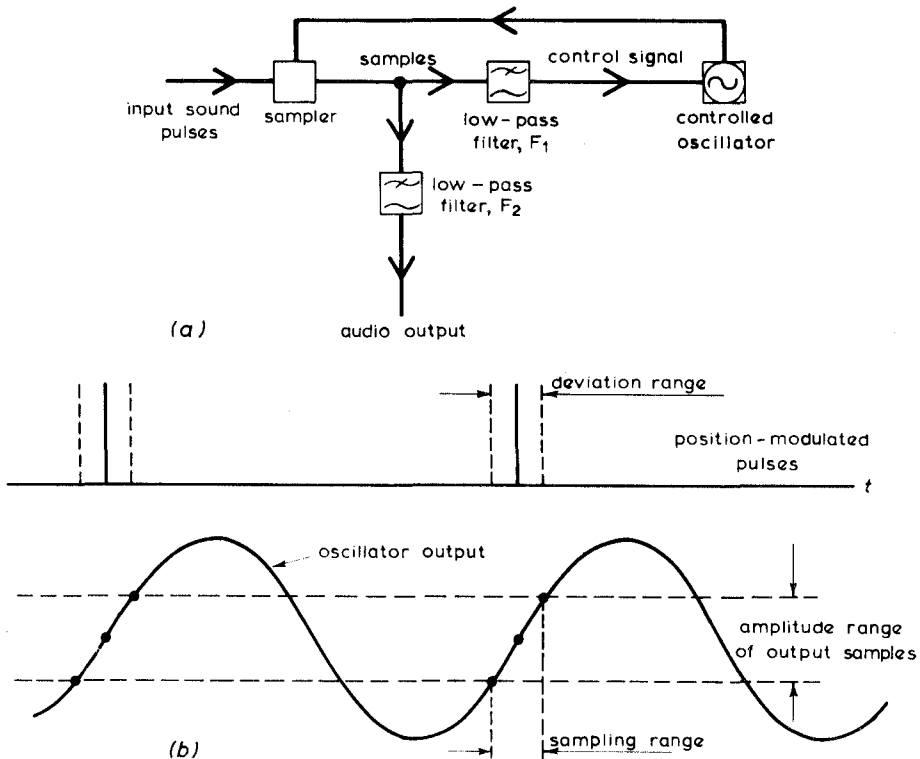 samples
control signal
input sound
pulses
sampler
low-pass
filter, F₁
controlled
oscillator
low-pass
filter, F₂
(a)
audio output
deviation range
position-modulated
pulses
t
oscillator output
amplitude range
of output samples
sampling range
(b)